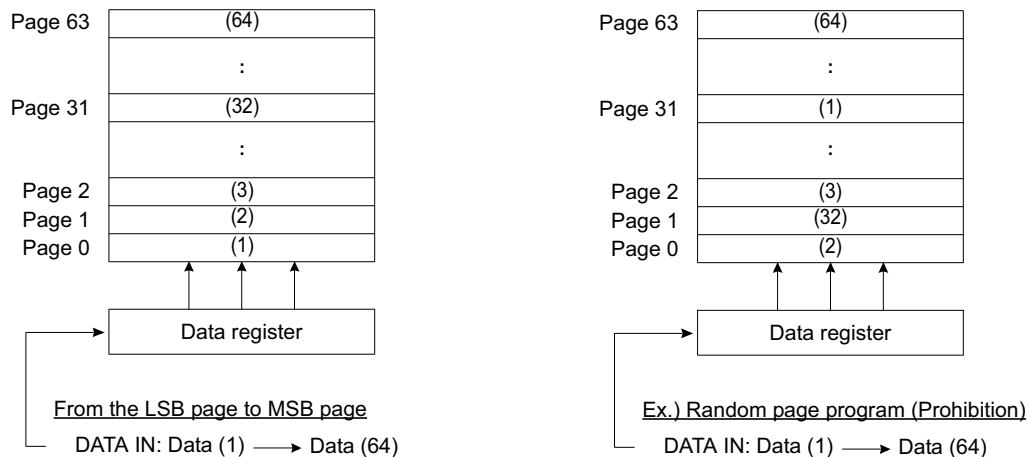 Page 63 (64)
:
Page 31 (32)
:
Page 2 (3)
Page 1 (2)
Page 0 (1)
Data register
From the LSB page to MSB page
DATA IN: Data (1) Data (64)
Page 63 (64)
:
Page 31 (1)
:
Page 2 (3)
Page 1 (32)
Page 0 (2)
Data register
Ex.) Random page program (Prohibition)
DATA IN: Data (1) Data (64)